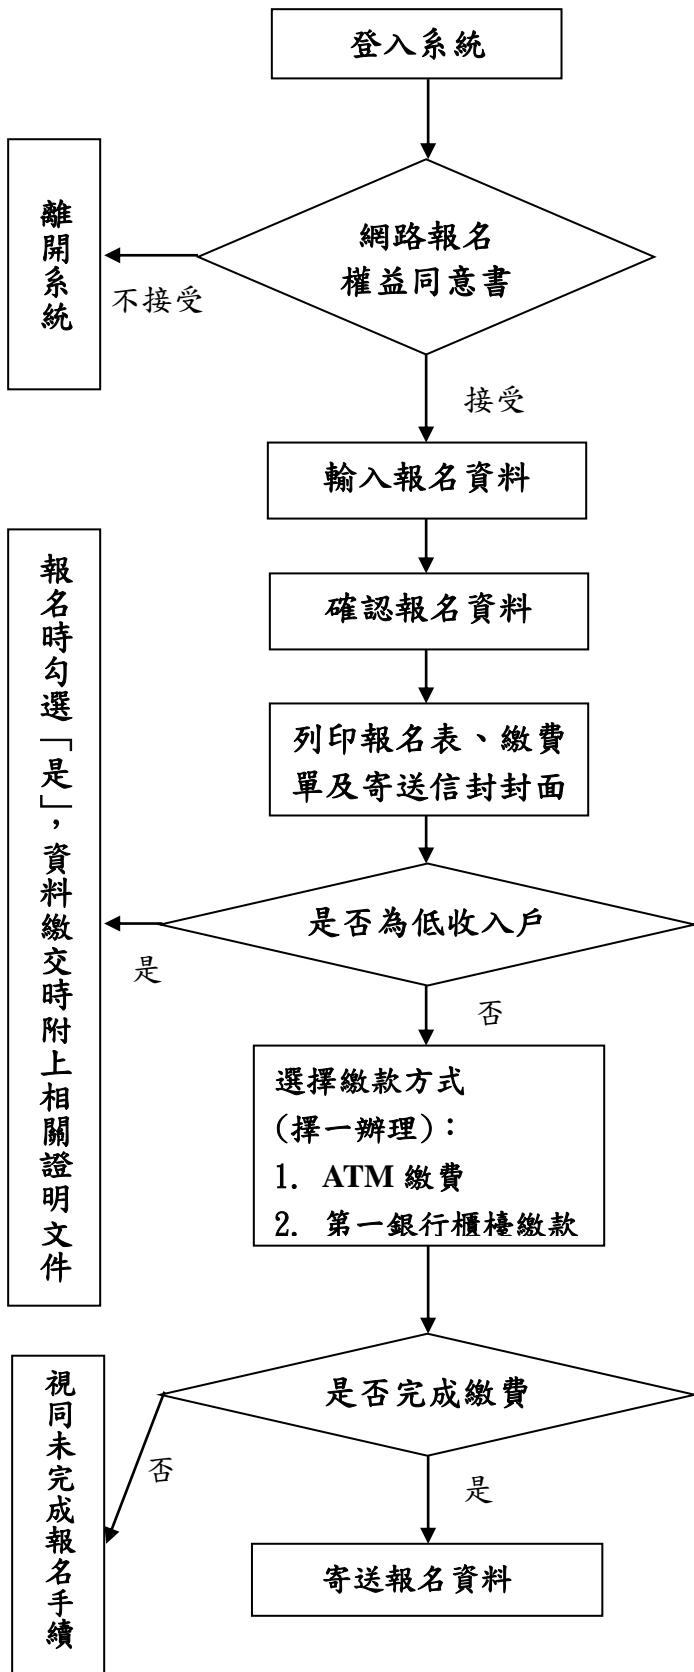 登入系統
網路報名
權益同意書
不接受
離開系統
接受
輸入報名資料
確認報名資料
列印報名表、繳費
單及寄送信封封面
是否為低收入戶
是
報名時勾選「是」，資料繳交時附上相關證明文件
否
選擇繳款方式
(擇一辦理)：
1. ATM 繳費
2. 第一銀行櫃檯繳款
是否完成繳費
否
視同未完成報名手續
是
寄送報名資料